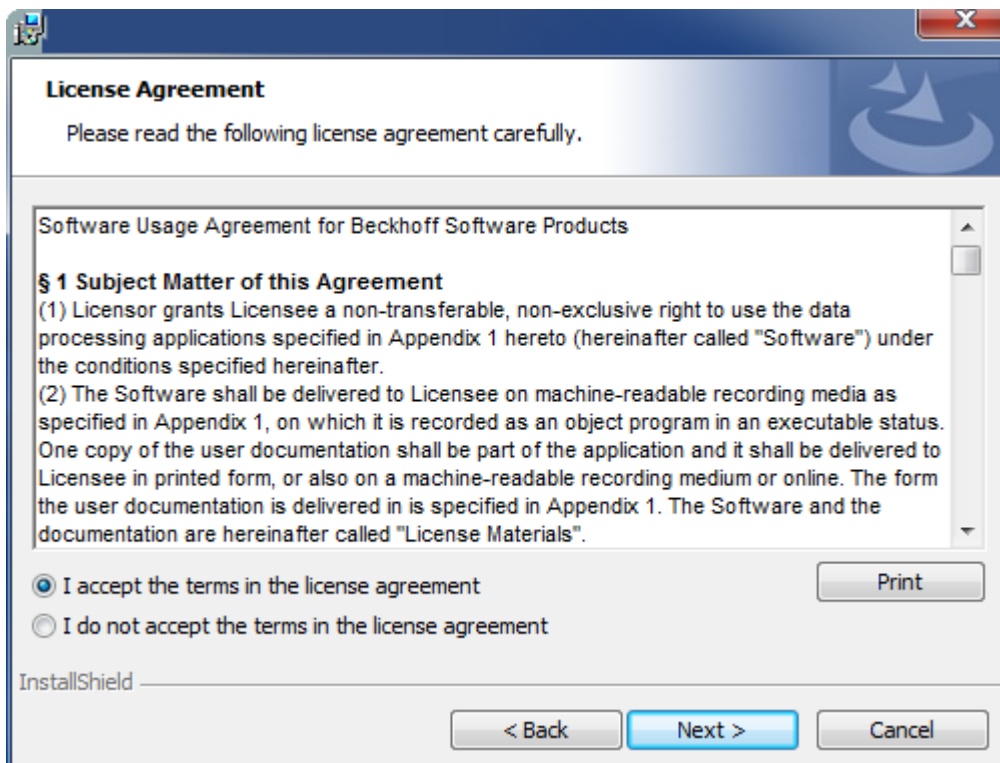 License Agreement
Please read the following license agreement carefully.
Software Usage Agreement for Beckhoff Software Products
§ 1 Subject Matter of this Agreement
(1) Licensor grants Licensee a non-transferable, non-exclusive right to use the data
processing applications specified in Appendix 1 hereto (hereinafter called "Software") under
the conditions specified hereinafter.
(2) The Software shall be delivered to Licensee on machine-readable recording media as
specified in Appendix 1, on which it is recorded as an object program in an executable status.
One copy of the user documentation shall be part of the application and it shall be delivered to
Licensee in printed form, or also on a machine-readable recording medium or online. The form
the user documentation is delivered in is specified in Appendix 1. The Software and the
documentation are hereinafter called "License Materials".
I accept the terms in the license agreement
Print
I do not accept the terms in the license agreement
InstallShield
< Back
Next >
Cancel